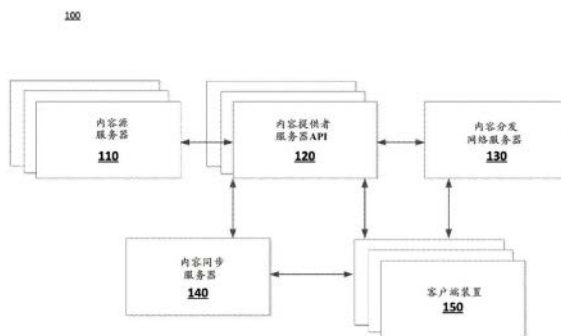 100
内容源
服务器
110
内容提供者
服务器API
120
内容分发
网络服务器
130
内容同步
服务器
140
客户端装置
150